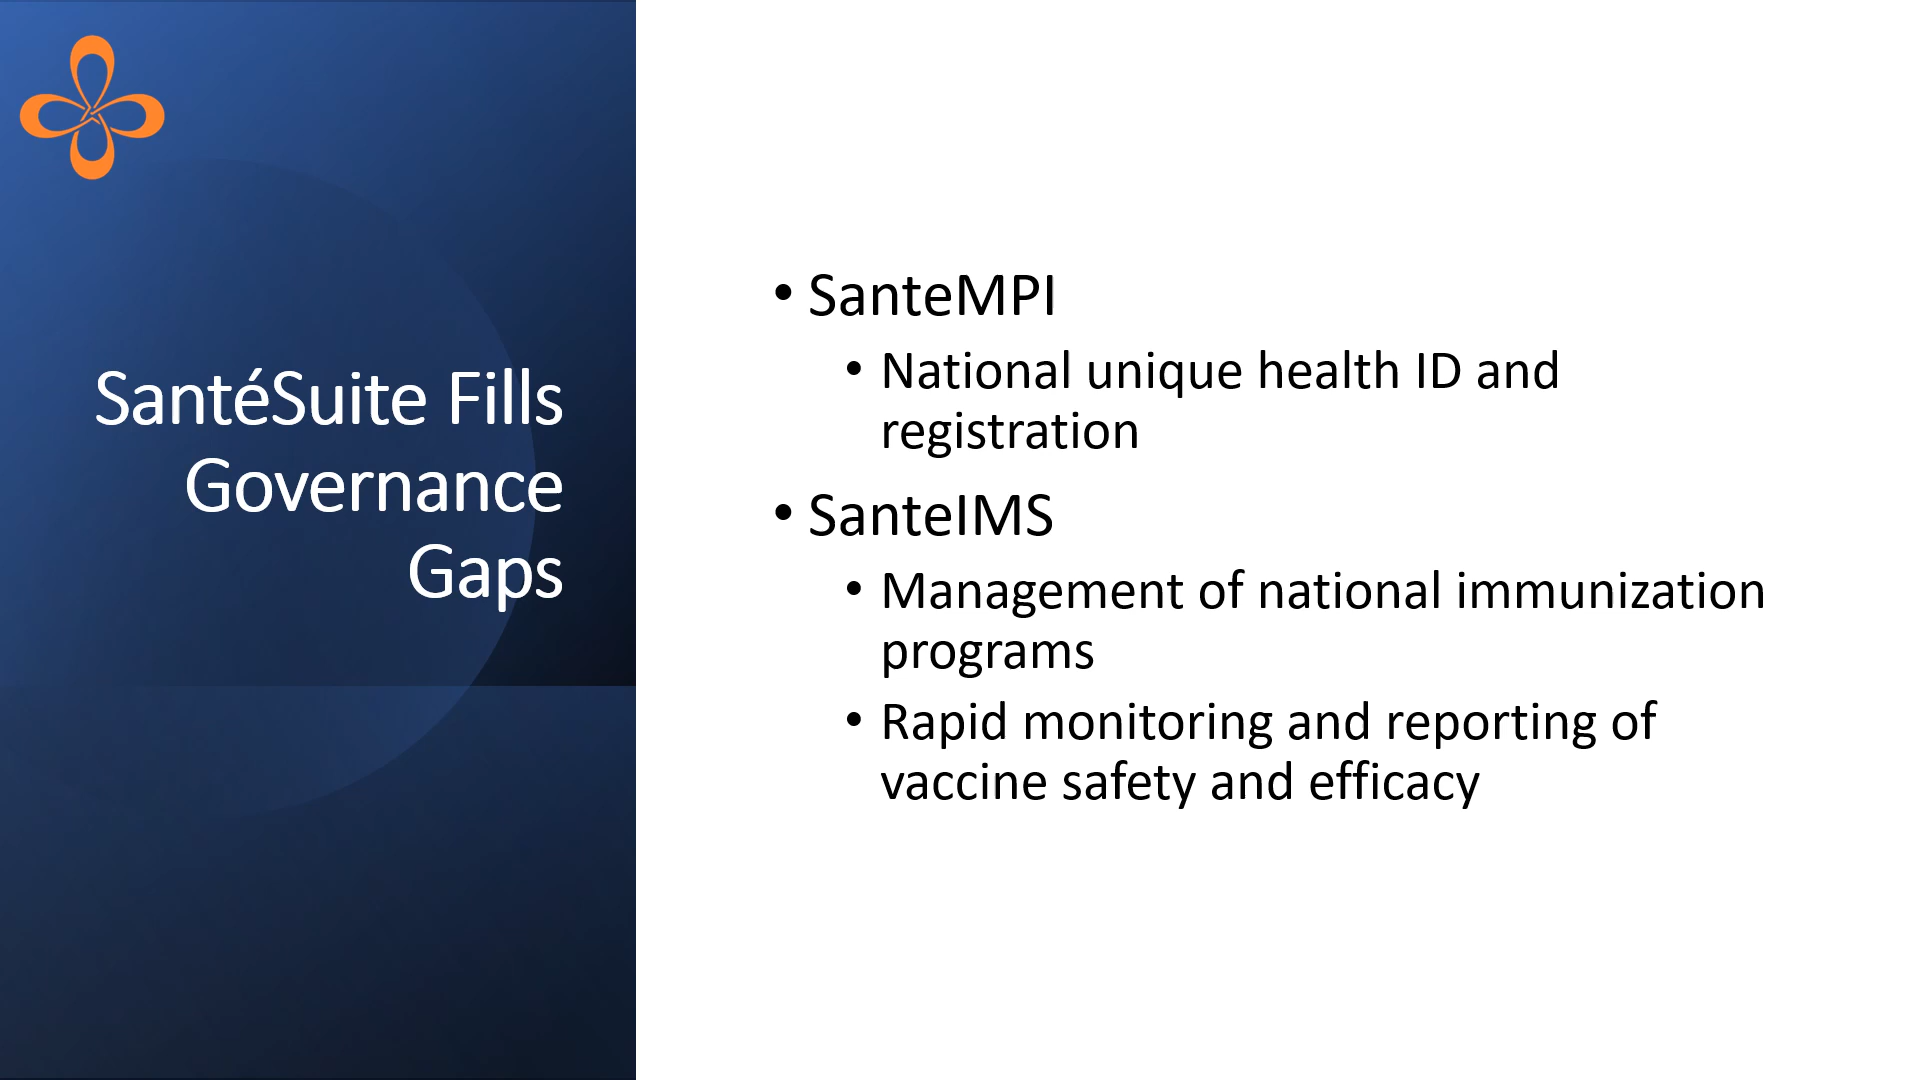 SantéSuite Fills
Governance
Gaps
• SanteMPI
• National unique health ID and
registration
• SanteIMS
• Management of national immunization
programs
• Rapid monitoring and reporting of
vaccine safety and efficacy